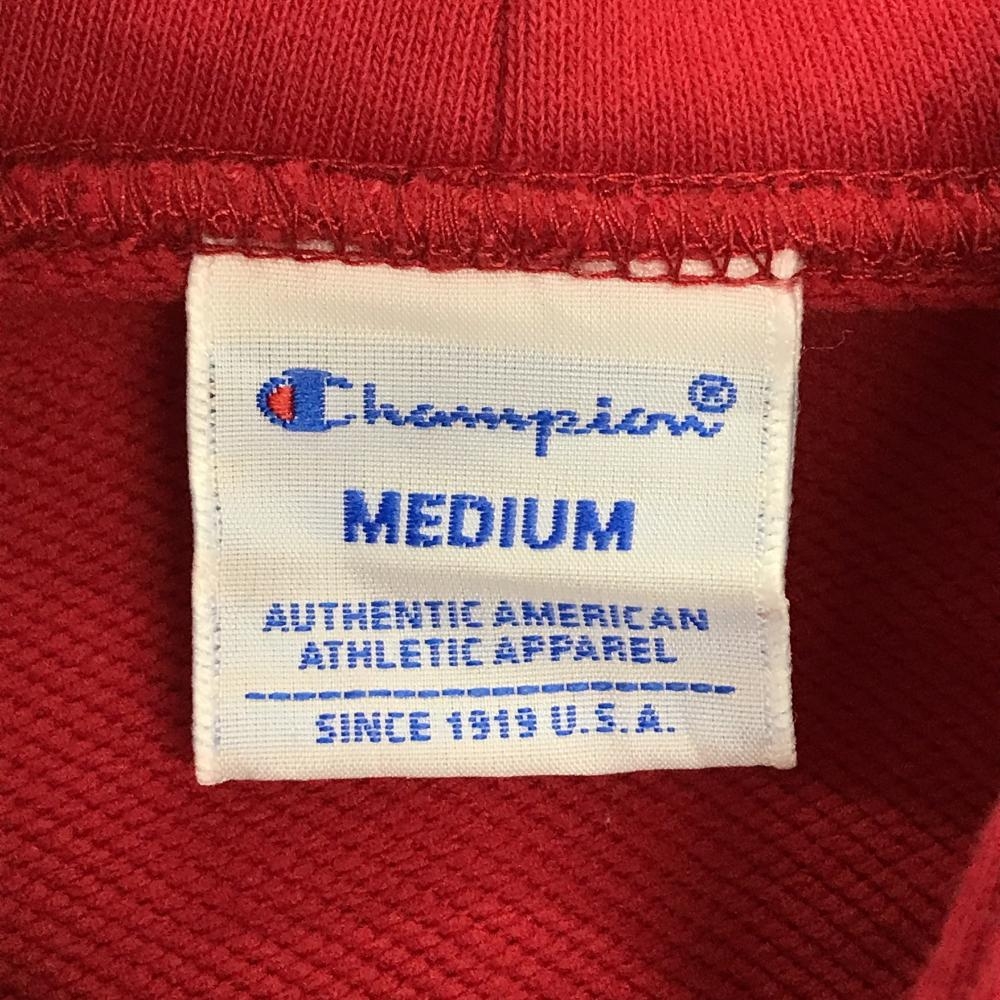 Champion®
MEDIUM
AUTHENTIC AMERICAN
ATHLETIC APPAREL
SINCE 1919 U.S.A.